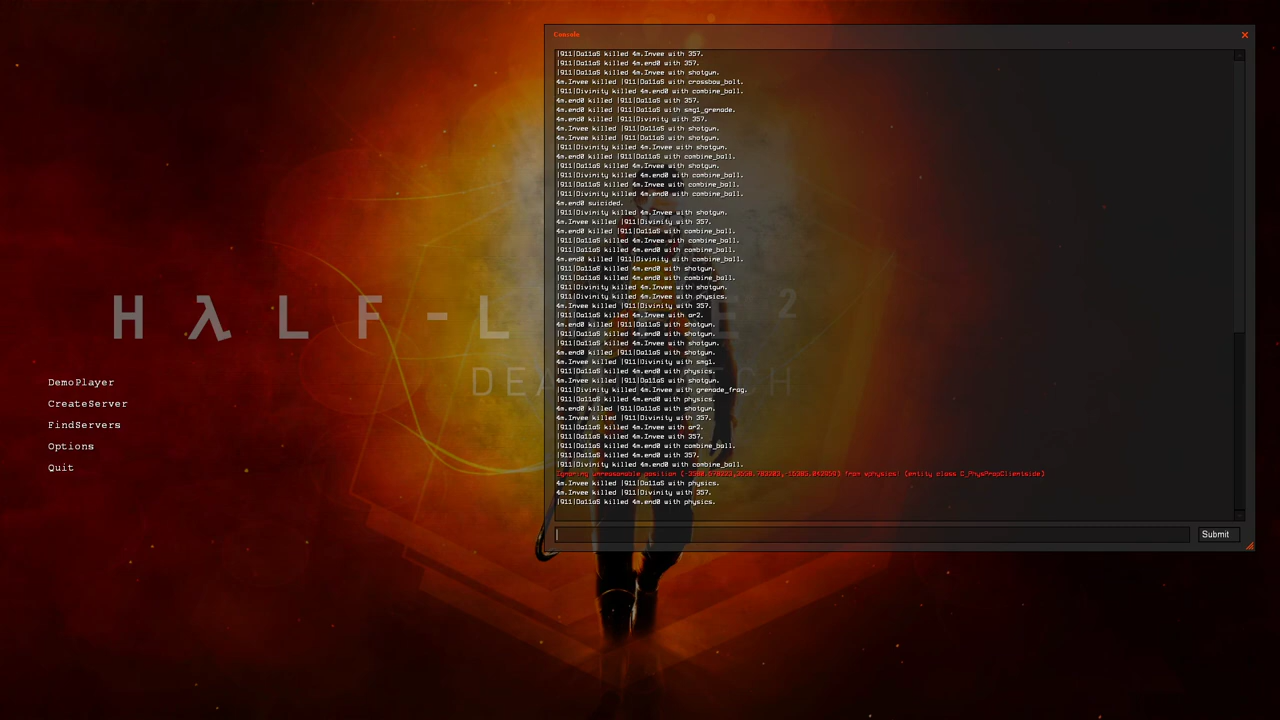 Console
|911|Da11aS killed 4m.Invee with 357.
|911|Da11aS killed 4m.end0 with 357.
|911|Da11aS killed 4m.Invee with shotgun.
4m.Invee killed |911|Da11aS with crossbow_bolt.
|911|Divinity killed 4m.end0 with combine_ball.
4m.end0 killed |911|Da11aS with 357.
4m.end0 killed |911|Da11aS with smg1_grenade.
4m.end0 killed |911|Divinity with 357.
4m.Invee killed |911|Da11aS with shotgun.
4m.Invee killed |911|Da11aS with shotgun.
|911|Divinity killed 4m.Invee with shotgun.
4m.end0 killed |911|Da11aS with combine_ball.
|911|Da11aS killed 4m.Invee with shotgun.
|911|Divinity killed 4m.end0 with combine_ball.
|911|Da11aS killed 4m.Invee with combine_ball.
|911|Divinity killed 4m.end0 with combine_ball.
4m.end0 suicided.
|911|Divinity killed 4m.Invee with shotgun.
4m.Invee killed |911|Divinity with 357.
4m.end0 killed |911|Da11aS with combine_ball.
|911|Da11aS killed 4m.Invee with combine_ball.
|911|Da11aS killed 4m.end0 with combine_ball.
4m.end0 killed |911|Divinity with combine_ball.
|911|Da11aS killed 4m.end0 with shotgun.
|911|Da11aS killed 4m.end0 with combine_ball.
|911|Divinity killed 4m.Invee with shotgun.
|911|Divinity killed 4m.Invee with physics.
4m.Invee killed |911|Divinity with 357.
|911|Da11aS killed 4m.Invee with ar2.
4m.end0 killed |911|Da11aS with shotgun.
|911|Da11aS killed 4m.end0 with shotgun.
|911|Da11aS killed 4m.Invee with shotgun.
4m.end0 killed |911|Da11aS with shotgun.
4m.Invee killed |911|Divinity with smg1.
|911|Da11aS killed 4m.end0 with physics.
4m.Invee killed |911|Da11aS with shotgun.
|911|Divinity killed 4m.Invee with grenade_frag.
|911|Da11aS killed 4m.end0 with physics.
4m.end0 killed |911|Da11aS with shotgun.
4m.Invee killed |911|Divinity with 357.
|911|Da11aS killed 4m.Invee with ar2.
|911|Da11aS killed 4m.Invee with 357.
|911|Da11aS killed 4m.end0 with combine_ball.
|911|Da11aS killed 4m.end0 with 357.
|911|Divinity killed 4m.end0 with combine_ball.
Ignoring unreasonable position from vphysics! (entity class C_PhysPropClientside)
4m.Invee killed |911|Da11aS with physics.
4m.Invee killed |911|Divinity with 357.
|911|Da11aS killed 4m.end0 with physics.
Submit
HλLF-L E²
DEA CH
DemoPlayer
CreateServer
FindServers
Options
Quit